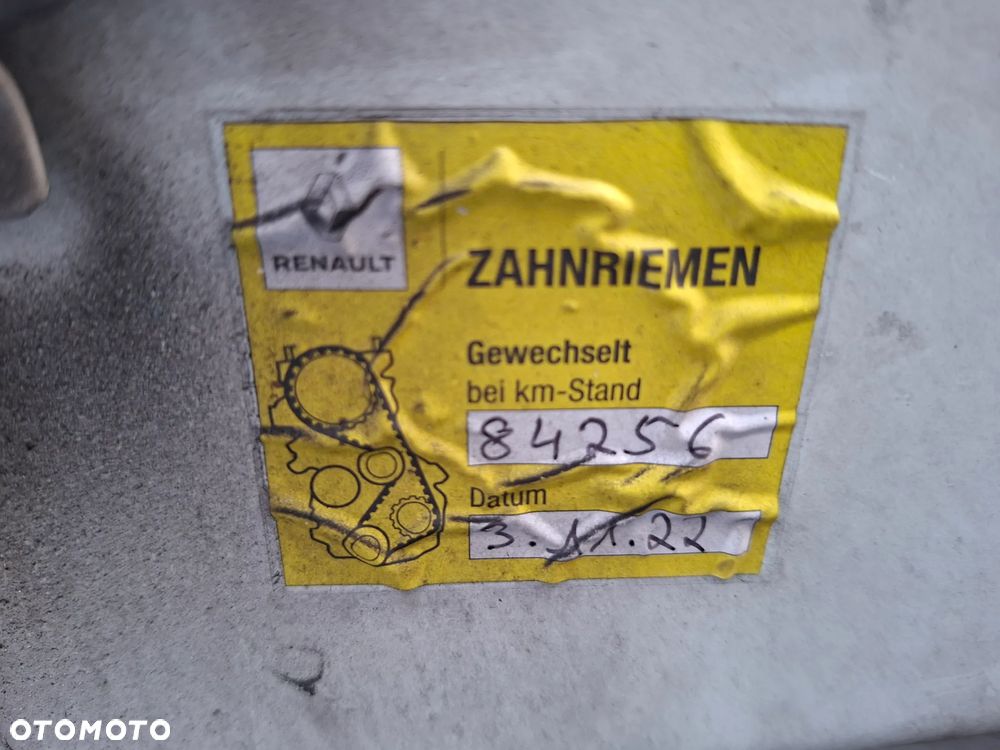 RENAULT
ZAHNRIEMEN
Gewechselt
bei km-Stand
84256
Datum
3.11.22
OTOMOTO